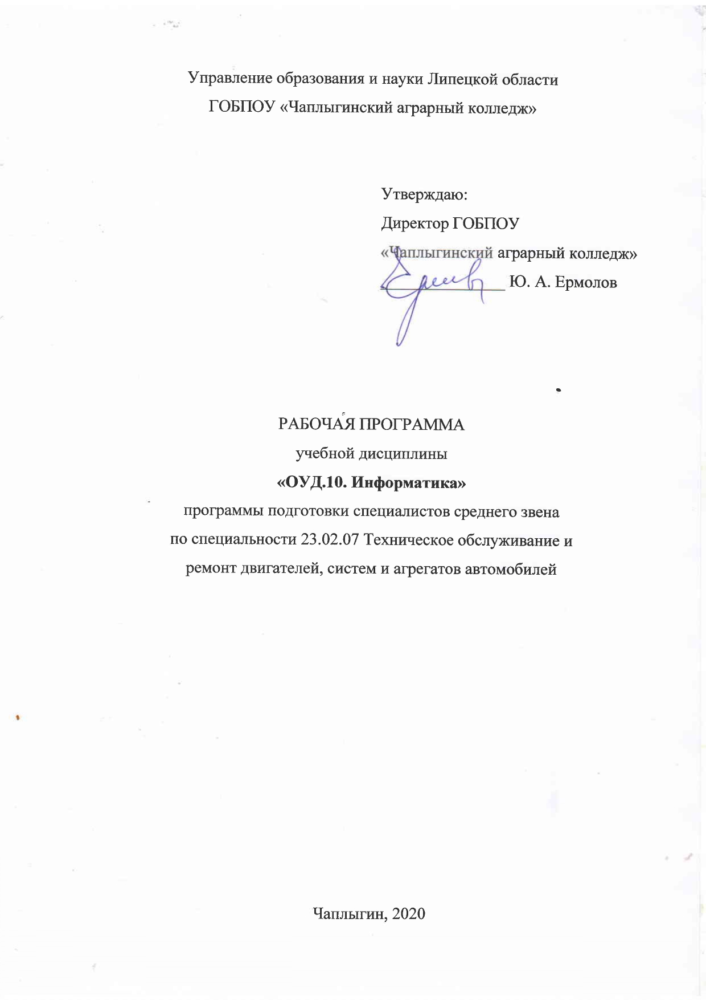 Управление образования и науки Липецкой области
ГОБПОУ «Чаплыгинский аграрный колледж»
Утверждаю:
Директор ГОБПОУ
«Чаплыгинский аграрный колледж»
Ю. А. Ермолов
РАБОЧАЯ ПРОГРАММА
учебной дисциплины
«ОУД.10. Информатика»
программы подготовки специалистов среднего звена
по специальности 23.02.07 Техническое обслуживание и
ремонт двигателей, систем и агрегатов автомобилей
Чаплыгин, 2020